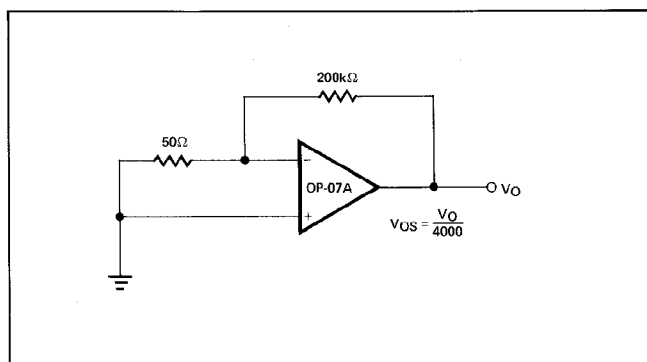 200kΩ
50Ω
−
OP-07A
+
VO
VOS = VO
4000